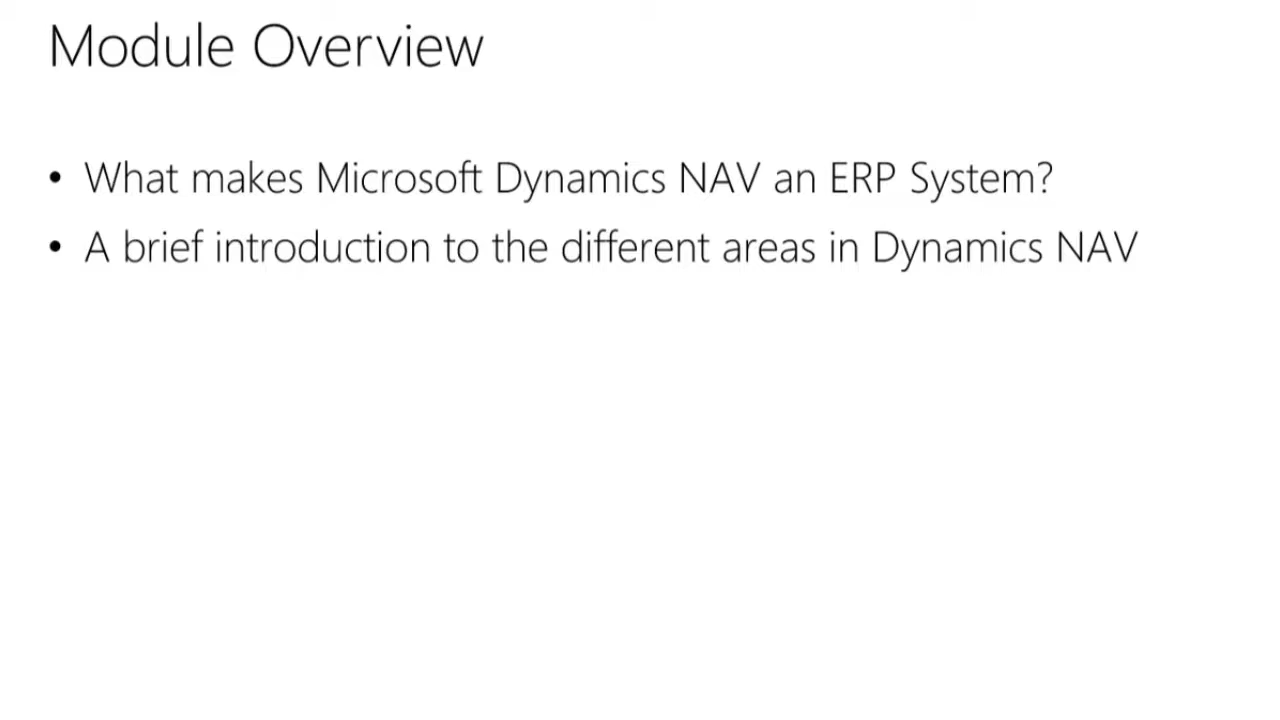 Module Overview
• What makes Microsoft Dynamics NAV an ERP System?
• A brief introduction to the different areas in Dynamics NAV